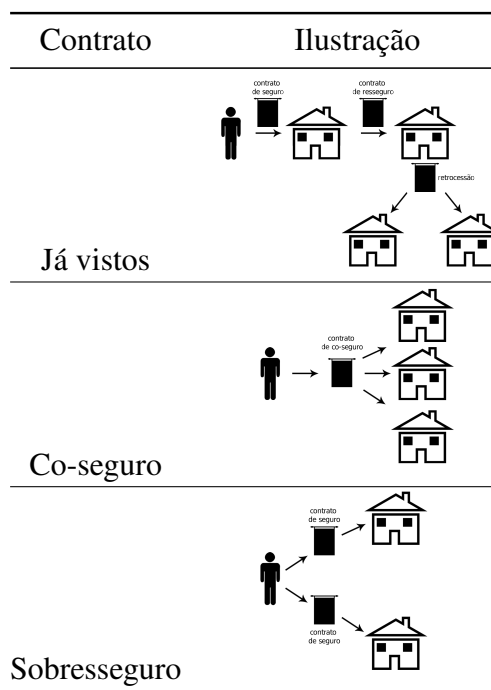 Contrato Ilustração
contrato
de seguro
contrato
de resseguro
retrocessão
Já vistos
contrato
de co-seguro
Co-seguro
contrato
de seguro
contrato
de seguro
Sobresseguro